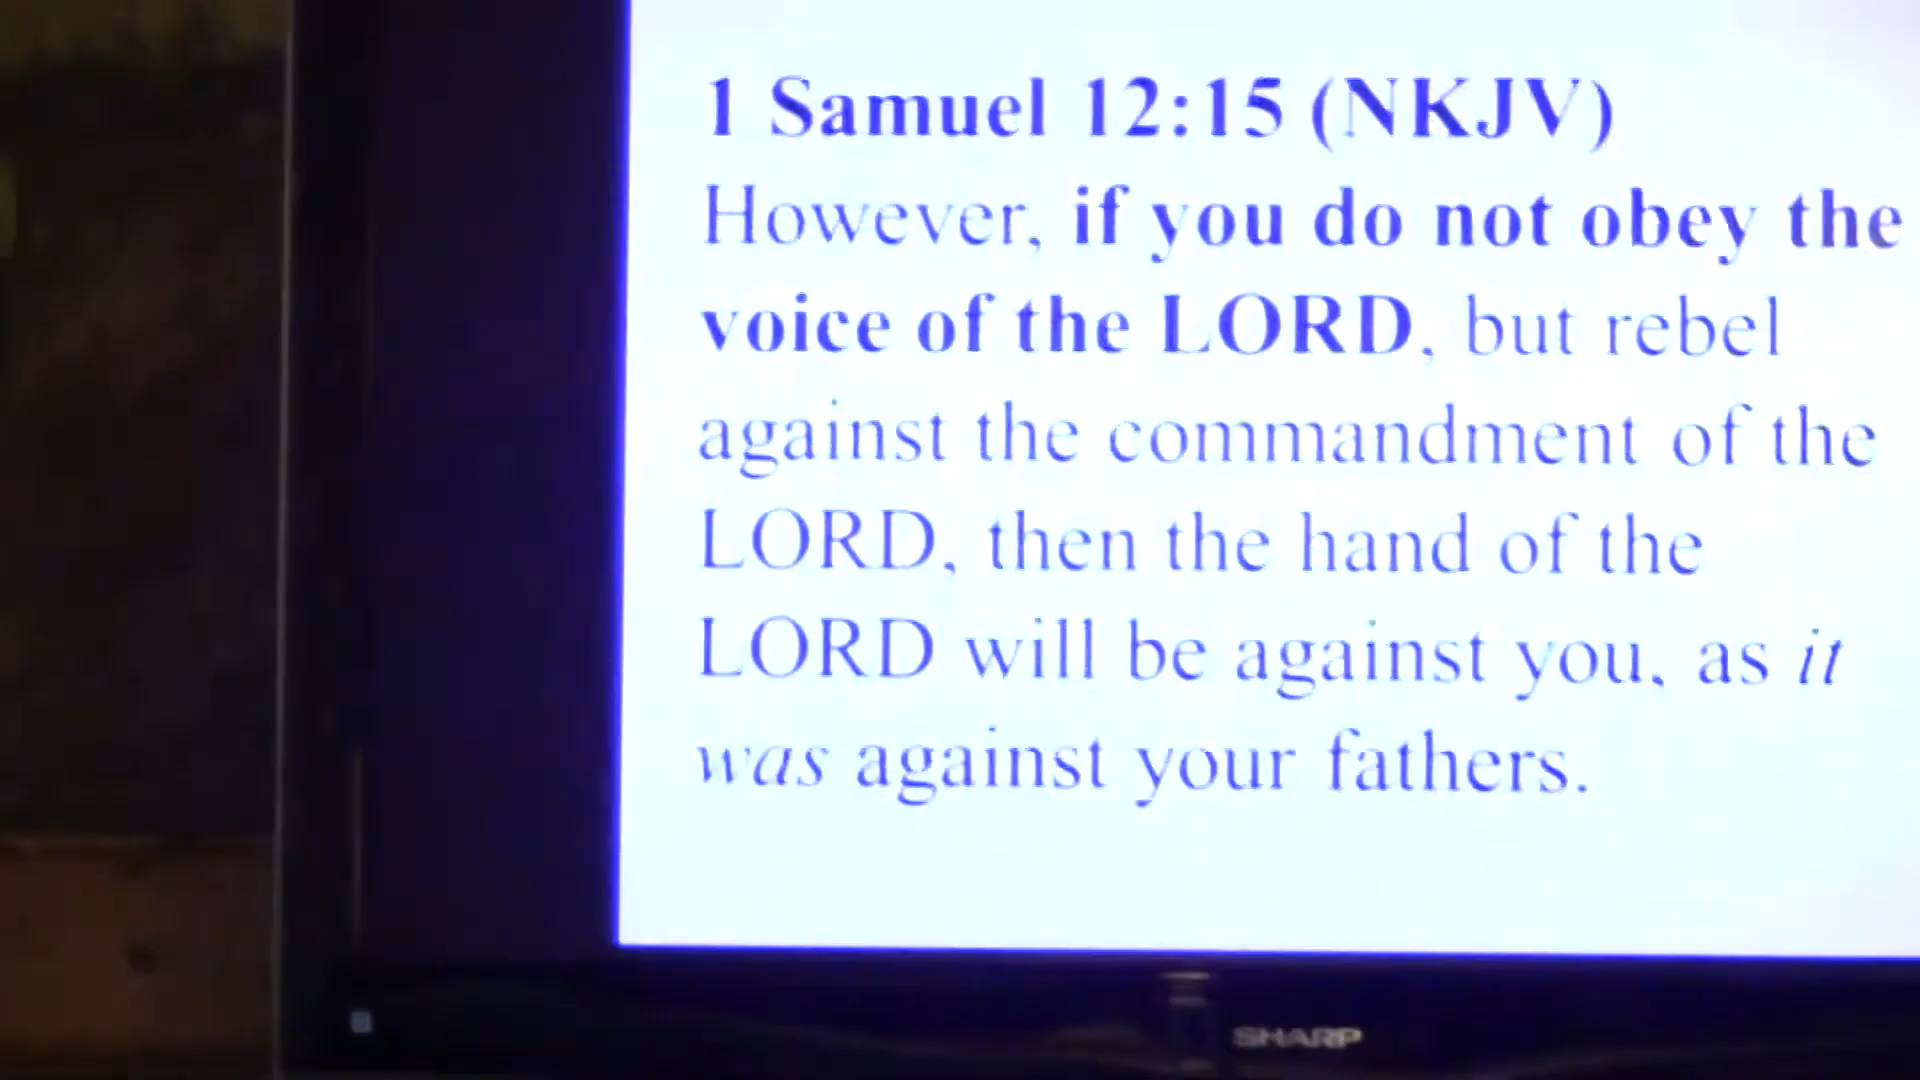 1 Samuel 12:15 (NKJV)
However, if you do not obey the
voice of the LORD, but rebel
against the commandment of the
LORD, then the hand of the
LORD will be against you, as it
was against your fathers.
SHARP